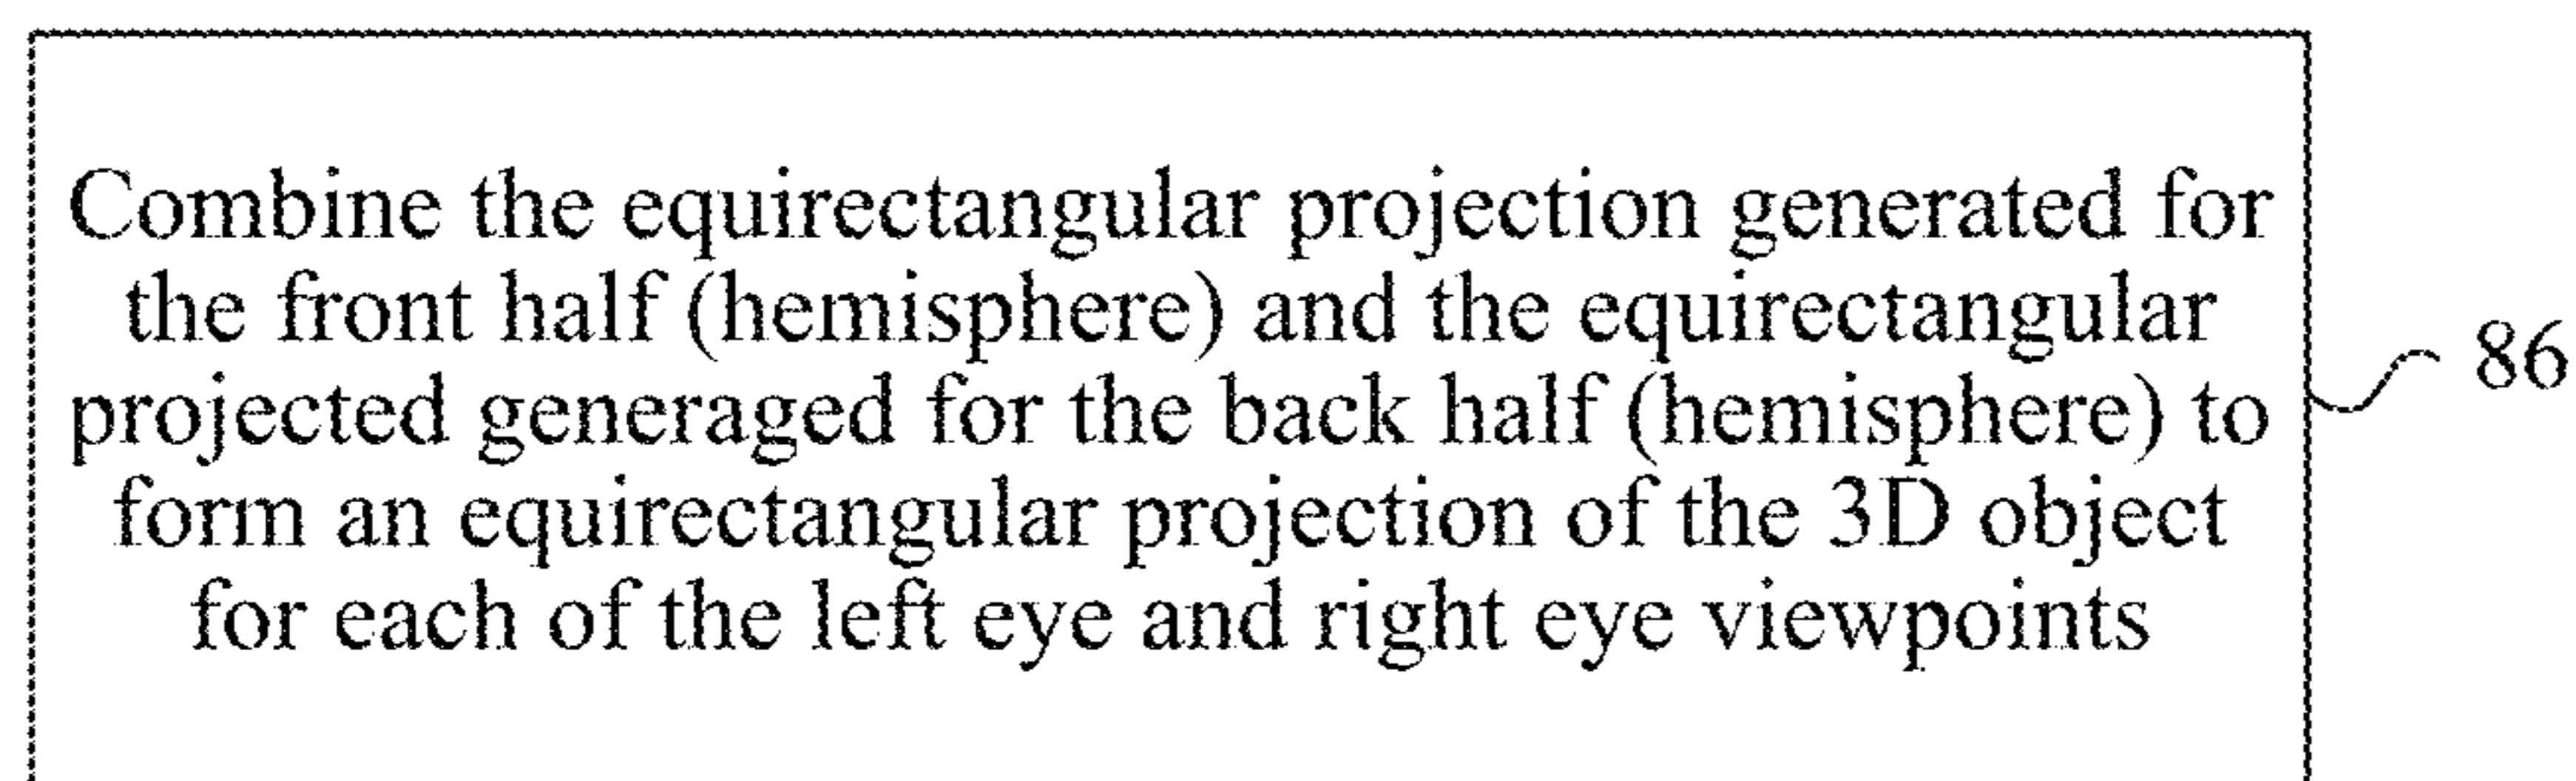 Combine the equirectangular projection generated for
the front half (hemisphere) and the equirectangular
projected generaged for the back half (hemisphere) to
form an equirectangular projection of the 3D object
for each of the left eye and right eye viewpoints
86